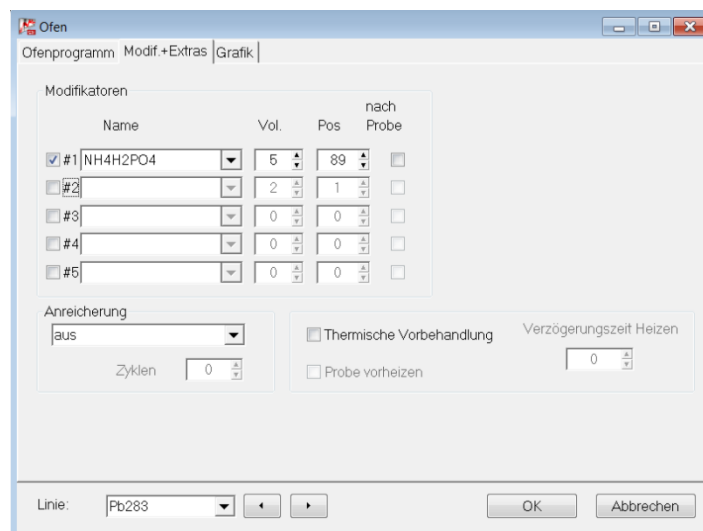 Ofen
Ofenprogramm Modif.+Extras Grafik
Modifikatoren
nach
Name Vol. Pos Probe
#1 NH4H2PO4 5 89
#2 2 1
#3 0 0
#4 0 0
#5 0 0
Anreicherung
aus
Zyklen 0
Thermische Vorbehandlung
Probe vorheizen
Verzögerungszeit Heizen
0
Linie: Pb283 OK Abbrechen